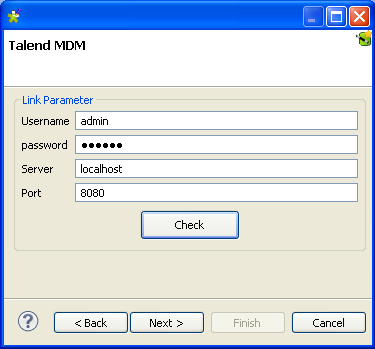 Talend MDM
Link Parameter
Username admin
password ●●●●●●
Server localhost
Port 8080
Check
?
< Back Next > Finish Cancel